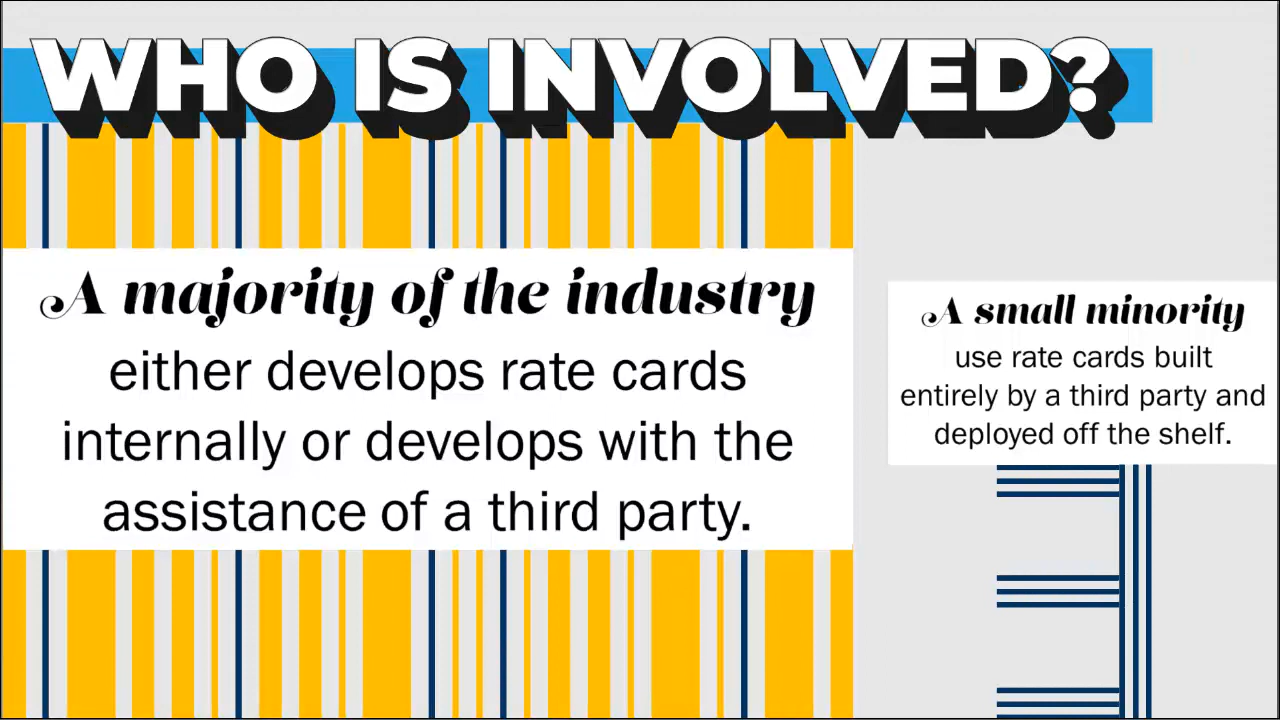 WHO IS INVOLVED?
A majority of the industry
either develops rate cards
internally or develops with the
assistance of a third party.
A small minority
use rate cards built
entirely by a third party and
deployed off the shelf.